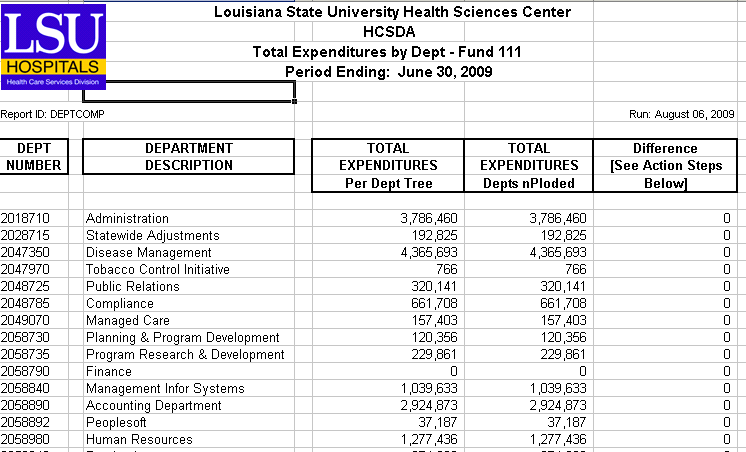 LSU
HOSPITALS
Health Care Services Division
Louisiana State University Health Sciences Center
HCSDA
Total Expenditures by Dept - Fund 111
Period Ending: June 30, 2009
Report ID: DEPTCOMP Run: August 06, 2009
DEPT DEPARTMENT TOTAL TOTAL Difference
NUMBER DESCRIPTION EXPENDITURES EXPENDITURES [See Action Steps
Per Dept Tree Depts nPloded Below]
2018710 Administration 3,786,460 3,786,460 0
2028715 Statewide Adjustments 192,825 192,825 0
2047350 Disease Management 4,365,693 4,365,693 0
2047970 Tobacco Control Initiative 766 766 0
2048725 Public Relations 320,141 320,141 0
2048785 Compliance 661,708 661,708 0
2049070 Managed Care 157,403 157,403 0
2058730 Planning & Program Development 120,356 120,356 0
2058735 Program Research & Development 229,861 229,861 0
2058790 Finance 0 0 0
2058840 Management Infor Systems 1,039,633 1,039,633 0
2058890 Accounting Department 2,924,873 2,924,873 0
2058892 Peoplesoft 37,187 37,187 0
2058980 Human Resources 1,277,436 1,277,436 0